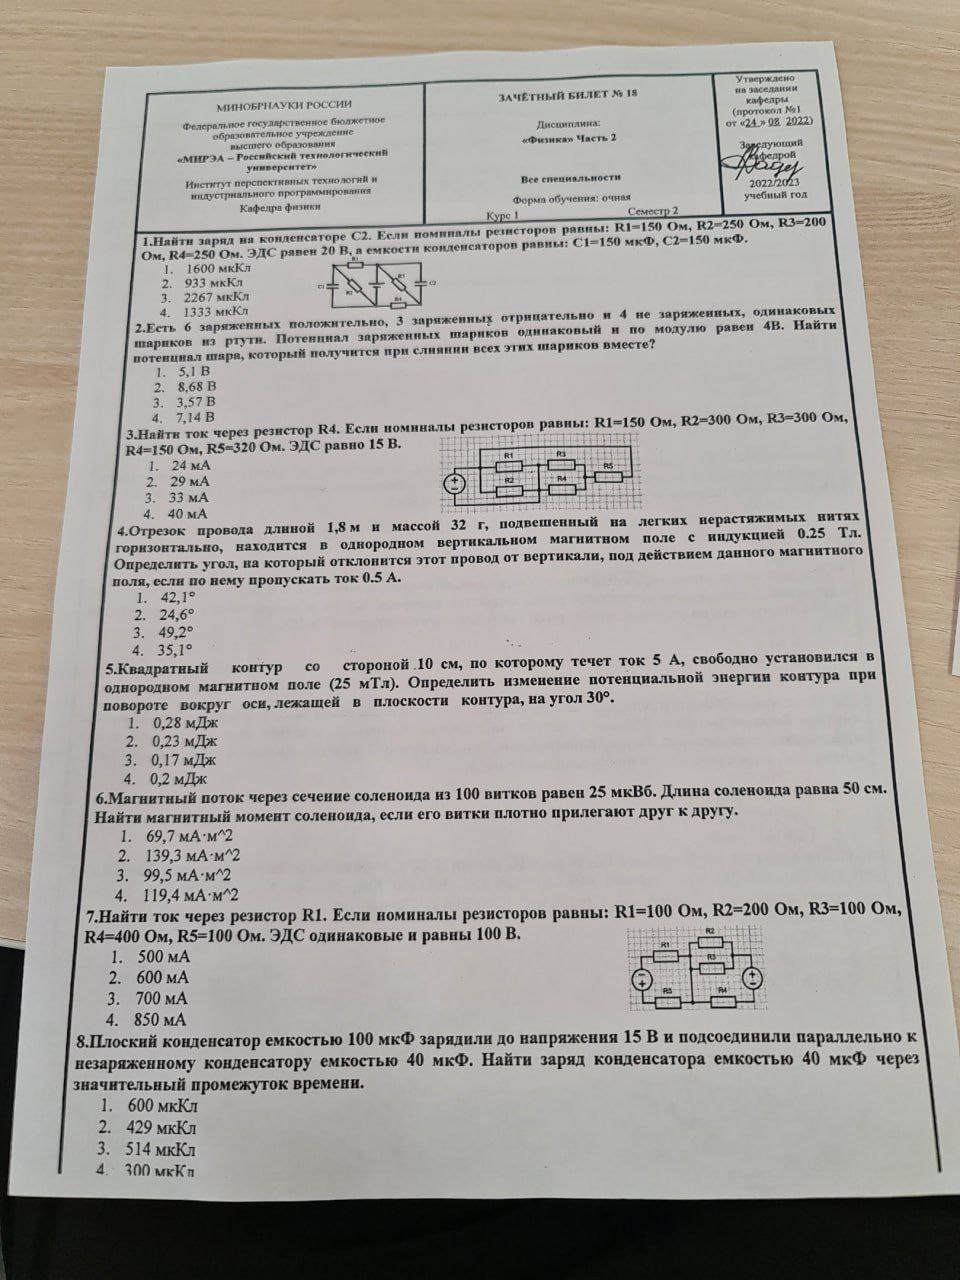 МИНОБРНАУКИ РОССИИ
Федеральное государственное бюджетное
образовательное учреждение
высшего образования
«МИРЭА – Российский технологический
университет»
Институт перспективных технологий и
индустриального программирования
Кафедра физики
ЗАЧЁТНЫЙ БИЛЕТ № 18
Дисциплина:
«Физика» Часть 2
Все специальности
Форма обучения: очная
Курс 1 Семестр 2
Утверждено
на заседании
кафедры
(протокол №1
от «24 » 08 2022)
Заведующий
кафедрой
2022/2023
учебный год
1.Найти заряд на конденсаторе C2. Если номиналы резисторов равны: R1=150 Ом, R2=250 Ом, R3=200
Ом, R4=250 Ом. ЭДС равен 20 В, а емкости конденсаторов равны: C1=150 мкФ, C2=150 мкФ.
1. 1600 мкКл
2. 933 мкКл
3. 2267 мкКл
4. 1333 мкКл
R1
C1
R2
R3
C2
R4
2.Есть 6 заряженных положительно, 3 заряженных отрицательно и 4 не заряженных, одинаковых
шариков из ртути. Потенциал заряженных шариков одинаковый и по модулю равен 4В. Найти
потенциал шара, который получится при слиянии всех этих шариков вместе?
1. 5,1 В
2. 8,68 В
3. 3,57 В
4. 7,14 В
3.Найти ток через резистор R4. Если номиналы резисторов равны: R1=150 Ом, R2=300 Ом, R3=300 Ом,
R4=150 Ом, R5=320 Ом. ЭДС равно 15 В.
1. 24 мА
2. 29 мА
3. 33 мА
4. 40 мА
R1
R3
R5
R2
R4
4.Отрезок провода длиной 1,8 м и массой 32 г, подвешенный на легких нерастяжимых нитях
горизонтально, находится в однородном вертикальном магнитном поле с индукцией 0.25 Тл.
Определить угол, на который отклонится этот провод от вертикали, под действием данного магнитного
поля, если по нему пропускать ток 0.5 А.
1. 42,1°
2. 24,6°
3. 49,2°
4. 35,1°
5.Квадратный контур со стороной 10 см, по которому течет ток 5 А, свободно установился в
однородном магнитном поле (25 мТл). Определить изменение потенциальной энергии контура при
повороте вокруг оси, лежащей в плоскости контура, на угол 30°.
1. 0,28 мДж
2. 0,23 мДж
3. 0,17 мДж
4. 0,2 мДж
6.Магнитный поток через сечение соленоида из 100 витков равен 25 мкВб. Длина соленоида равна 50 см.
Найти магнитный момент соленоида, если его витки плотно прилегают друг к другу.
1. 69,7 мА·м^2
2. 139,3 мА·м^2
3. 99,5 мА·м^2
4. 119,4 мА·м^2
7.Найти ток через резистор R1. Если номиналы резисторов равны: R1=100 Ом, R2=200 Ом, R3=100 Ом,
R4=400 Ом, R5=100 Ом. ЭДС одинаковые и равны 100 В.
1. 500 мА
2. 600 мА
3. 700 мА
4. 850 мА
R2
R1
R3
R5
R4
8.Плоский конденсатор емкостью 100 мкФ зарядили до напряжения 15 В и подсоединили параллельно к
незаряженному конденсатору емкостью 40 мкФ. Найти заряд конденсатора емкостью 40 мкФ через
значительный промежуток времени.
1. 600 мкКл
2. 429 мкКл
3. 514 мкКл
4. 300 мкКл